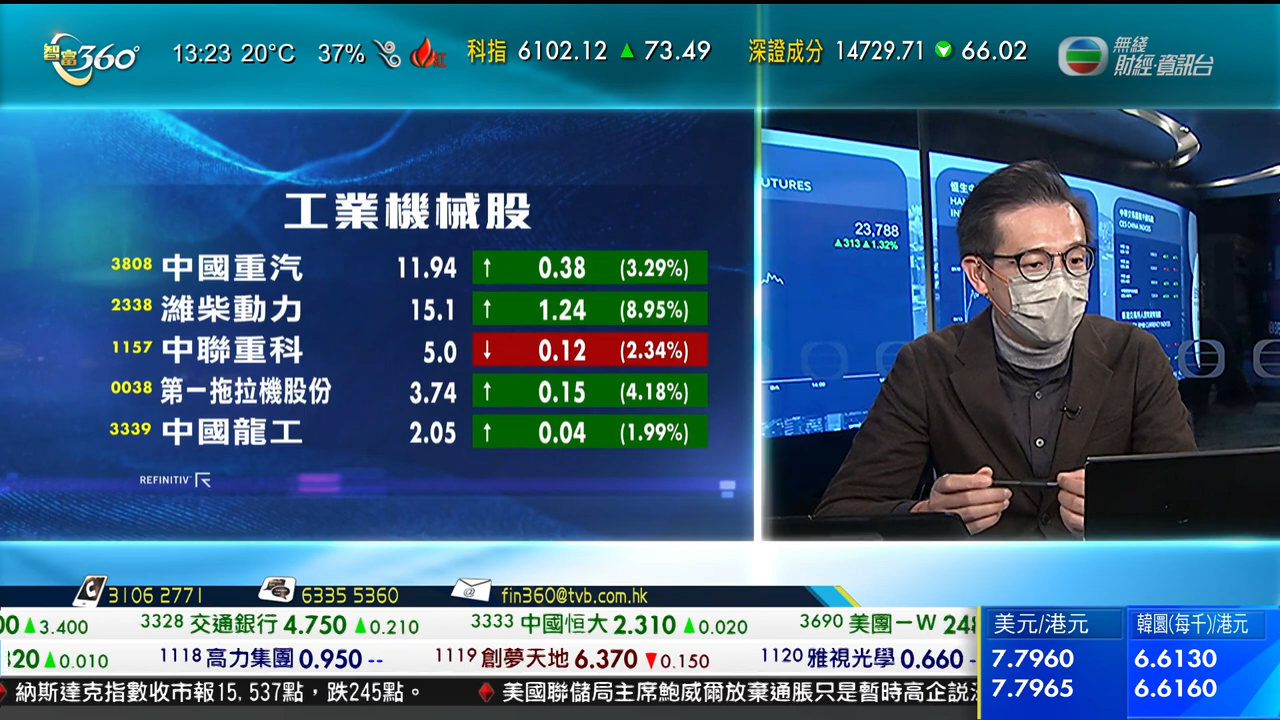 智富360°
13:23 20°C 37% 紅 科指 6102.12 ▲ 73.49 深證成分 14729.71 ▼ 66.02
無綫
財經·資訊台
工業機械股
3808 中國重汽 11.94 ↑ 0.38 (3.29%)
2338 濰柴動力 15.1 ↑ 1.24 (8.95%)
1157 中聯重科 5.0 ↓ 0.12 (2.34%)
0038 第一拖拉機股份 3.74 ↑ 0.15 (4.18%)
3339 中國龍工 2.05 ↑ 0.04 (1.99%)
REFINITIV
UTURES
23,788
▲313▲1.32%
恒生中
HAN
IN
CES CHINA INDICES
3106 2771 6335 5360 fin360@tvb.com.hk
00▲3.400 3328 交通銀行 4.750 ▲0.210 3333 中國恒大 2.310 ▲0.020 3690 美團－W 248
320▲0.010 1118 高力集團 0.950 -- 1119 創夢天地 6.370 ▼0.150 1120 雅視光學 0.660 -
納斯達克指數收市報15,537點，跌245點。 美國聯儲局主席鮑威爾放棄通脹只是暫時高企説
美元/港元
7.7960
7.7965
韓圜(每千)/港元
6.6130
6.6160